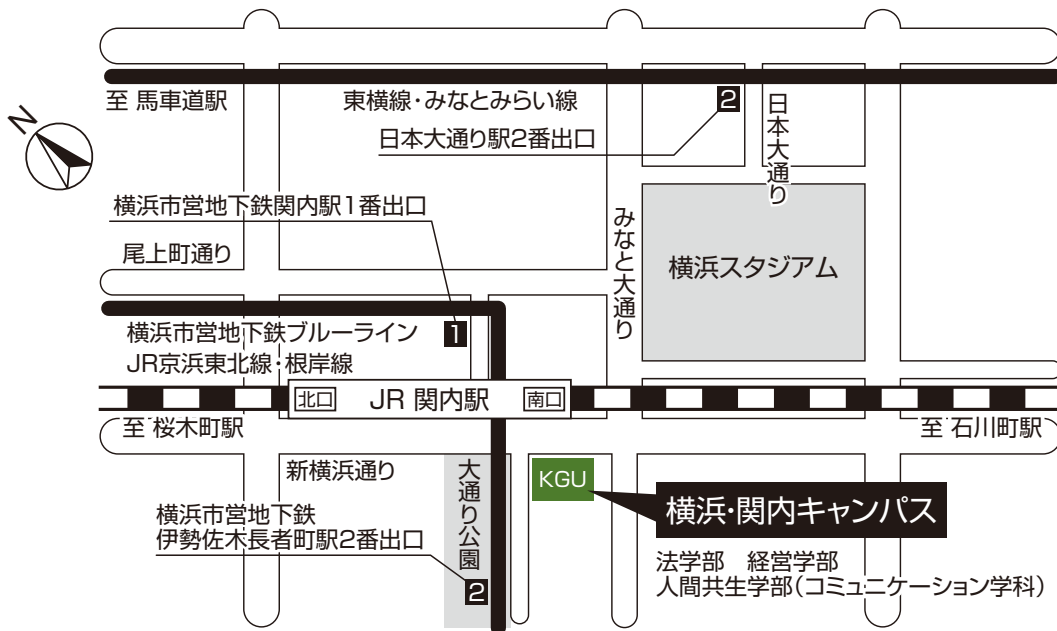 至 馬車道駅
東横線・みなとみらい線
2
日本大通り駅2番出口
日本大通り
N
横浜市営地下鉄関内駅1番出口
尾上町通り
みなと大通り
横浜スタジアム
横浜市営地下鉄ブルーライン
1
JR京浜東北線・根岸線
北口
JR 関内駅
南口
至 桜木町駅
至 石川町駅
新横浜通り
大通り公園
KGU
横浜・関内キャンパス
横浜市営地下鉄
伊勢佐木長者町駅2番出口
2
法学部　経営学部
人間共生学部(コミュニケーション学科)